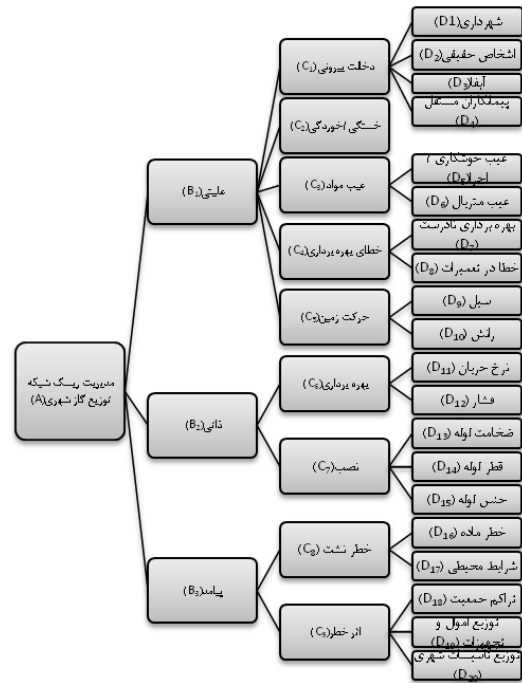 مدیریت ریسک شبکه
توزیع گاز شهری(A)
علیتی(B₁)
ذاتی(B₂)
پیامد(B₃)
دخالت بیرونی(C₁)
خستگی/خوردگی(C₂)
عیب مواد(C₃)
خطای بهره برداری(C₄)
حرکت زمین(C₅)
بهره برداری(C₆)
نصب(C₇)
خطر نشت(C₈)
اثر خطر(C₉)
شهرداری(D1)
اشخاص حقیقی(D₂)
آبفا(D₃)
پیمانکاران مستقل
(D₄)
عیب جوشکاری /
اجرا(D₅)
عیب متریال(D₆)
بهره برداری نادرست
(D₇)
خطا در تعمیرات(D₈)
سیل(D₉)
رانش(D₁₀)
نرخ جریان(D₁₁)
فشار(D₁₂)
ضخامت لوله(D₁₃)
قطر لوله(D₁₄)
جنس لوله(D₁₅)
خطر ماده(D₁₆)
شرایط محیطی(D₁₇)
تراکم جمعیت(D₁₈)
توزیع اموال و
تجهیزات(D₁₉)
توزیع تاسیسات شهری
(D₂₀)